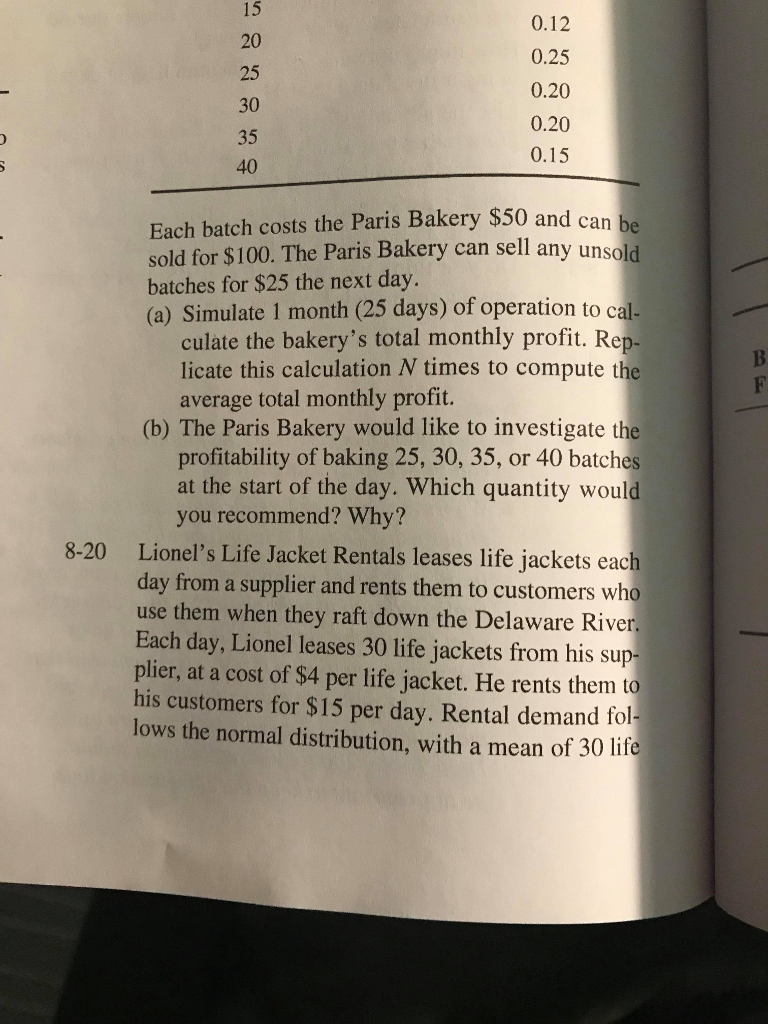 15
0.12
20
0.25
25
0.20
30
0.20
35
0.15
40
Each batch costs the Paris Bakery $50 and can be
sold for $100. The Paris Bakery can sell any unsold
batches for $25 the next day.
(a) Simulate 1 month (25 days) of operation to cal-
culate the bakery's total monthly profit. Rep-
licate this calculation N times to compute the
average total monthly profit.
(b) The Paris Bakery would like to investigate the
profitability of baking 25, 30, 35, or 40 batches
at the start of the day. Which quantity would
you recommend? Why?
8-20 Lionel's Life Jacket Rentals leases life jackets each
day from a supplier and rents them to customers who
use them when they raft down the Delaware River.
Each day, Lionel leases 30 life jackets from his sup-
plier, at a cost of $4 per life jacket. He rents them to
his customers for $15 per day. Rental demand fol-
lows the normal distribution, with a mean of 30 life
s
B
F